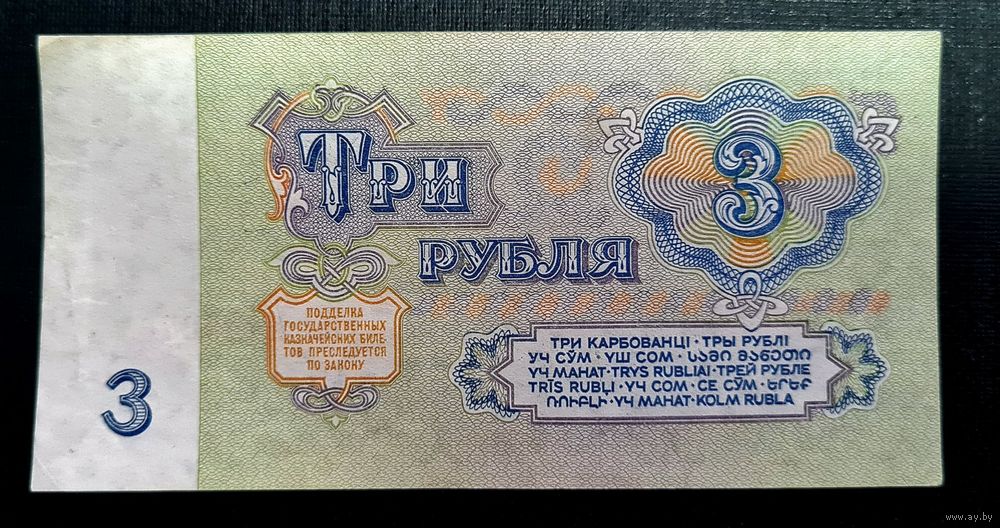 ТРИ
РУБЛЯ
3
ПОДДЕЛКА
ГОСУДАРСТВЕННЫХ
КАЗНАЧЕЙСКИХ БИЛЕ-
ТОВ ПРЕСЛЕДУЕТСЯ
ПО ЗАКОНУ
3
ТРИ КАРБОВАНЦІ · ТРЫ РУБЛІ
УЧ СЎМ · ҮШ СОМ · ᲡᲐᲛᲘ ᲛᲐᲜᲔᲗᲘ
ҮЧ МАНАТ · TRYS RUBLIAI · ТРЕЙ РУБЛЕ
TRĪS RUBĻI · ҮЧ СОМ · СЕ СЎМ · ԵՐԵՔ
ՌՈՒԲԼԻ · ҮЧ МАНАТ · KOLM RUBLA
www.ay.by